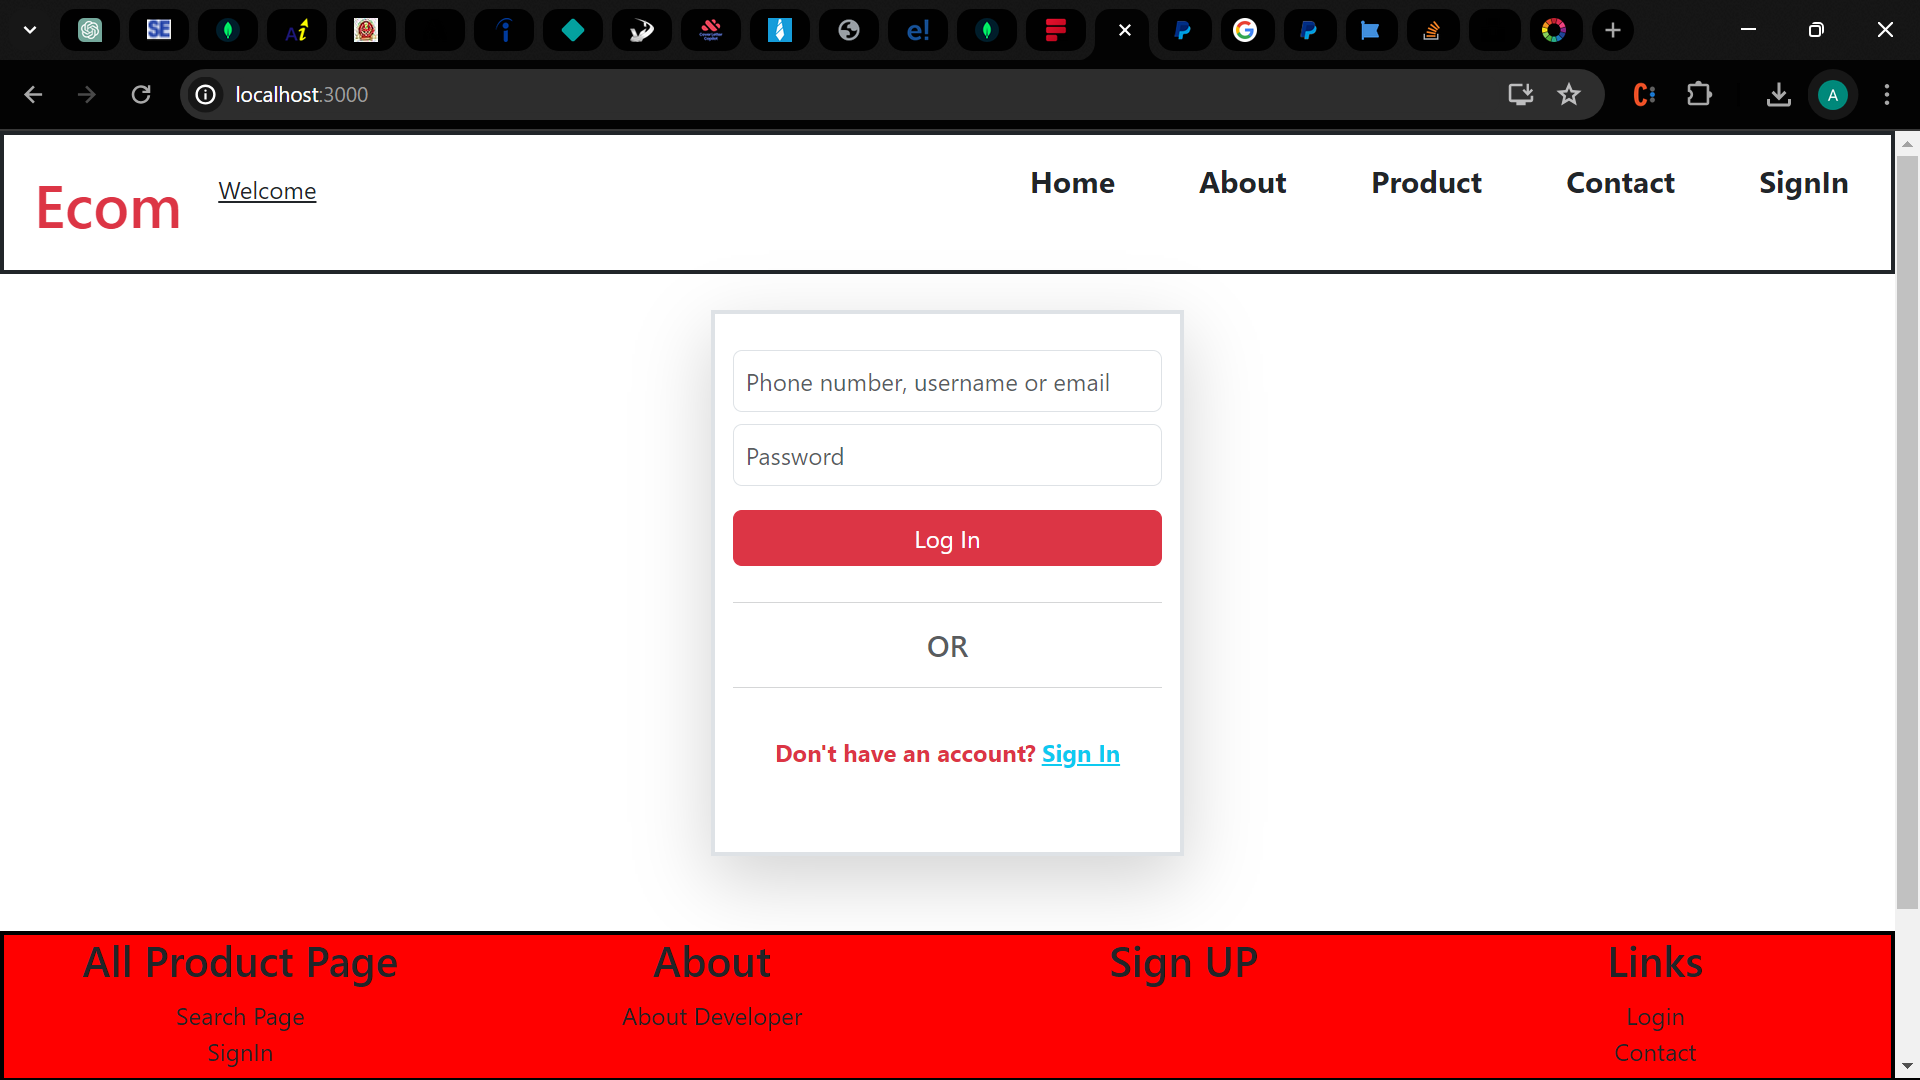 SE
Ai
e!
localhost:3000
A
Ecom
Welcome
Home About Product Contact SignIn
Phone number, username or email
Password
Log In
OR
Don't have an account? Sign In
All Product Page About Sign UP Links
Search Page About Developer Login
SignIn Contact